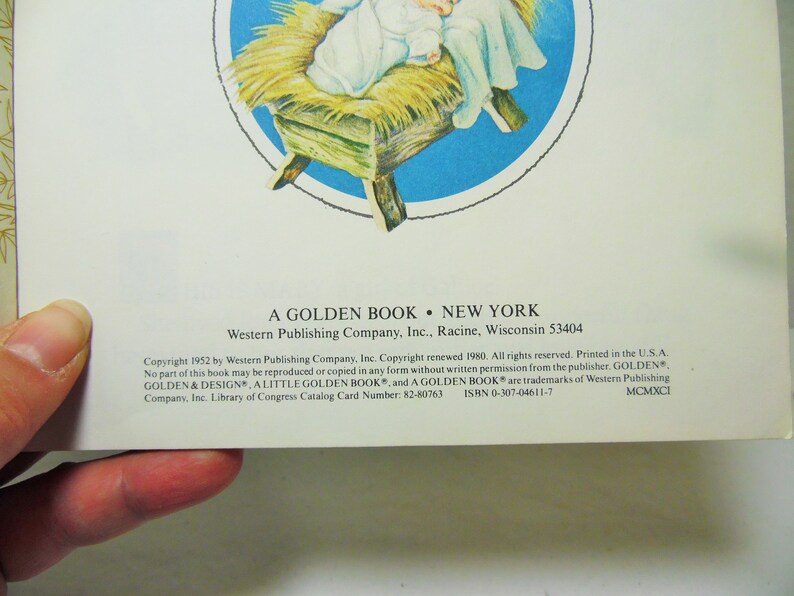 A GOLDEN BOOK • NEW YORK
Western Publishing Company, Inc., Racine, Wisconsin 53404
Copyright 1952 by Western Publishing Company, Inc. Copyright renewed 1980. All rights reserved. Printed in the U.S.A.
No part of this book may be reproduced or copied in any form without written permission from the publisher. GOLDEN®,
GOLDEN & DESIGN®, A LITTLE GOLDEN BOOK®, and A GOLDEN BOOK® are trademarks of Western Publishing
Company, Inc. Library of Congress Catalog Card Number: 82-80763 ISBN 0-307-04611-7 MCMXCI